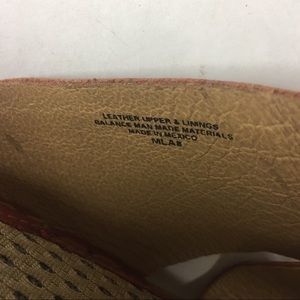 LEATHER UPPER & LININGS
BALANCE MAN MADE MATERIALS
MADE IN MEXICO
MLA8